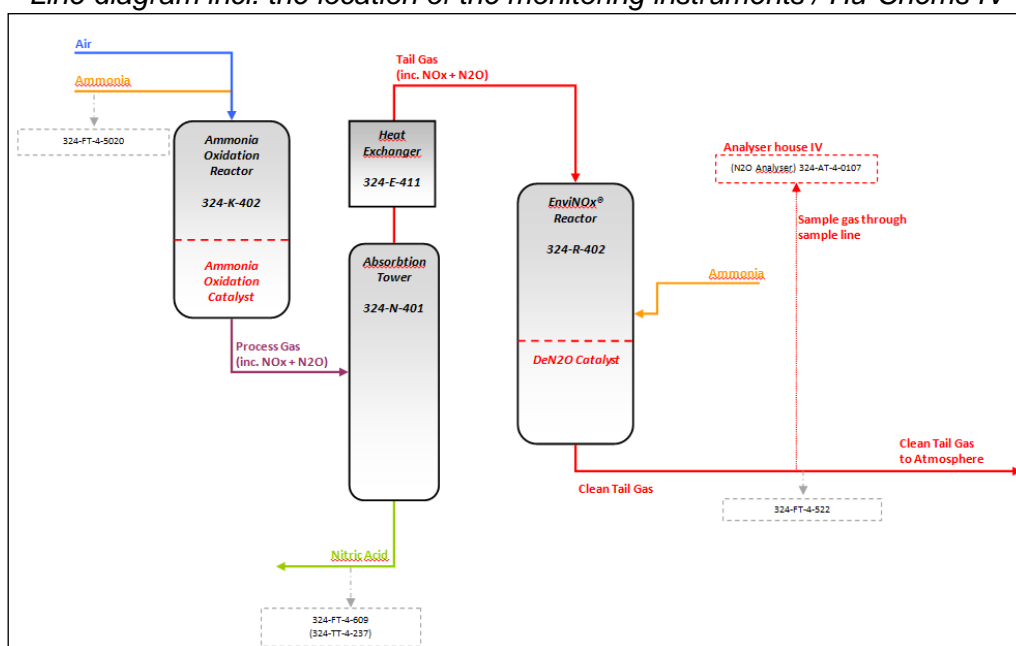 Line diagram incl. the location of the monitoring instruments / Hu-Chems IV
Air
Ammonia
324-FT-4-5020
Ammonia
Oxidation
Reactor
324-K-402
Ammonia
Oxidation
Catalyst
Process Gas
(inc. NOx + N2O)
Tail Gas
(inc. NOx + N2O)
Heat
Exchanger
324-E-411
Absorbtion
Tower
324-N-401
Nitric Acid
324-FT-4-609
(324-TT-4-237)
EnviNOx®
Reactor
324-R-402
DeN2O Catalyst
Ammonia
Clean Tail Gas
Analyser house IV
(N2O Analyser) 324-AT-4-0107
Sample gas through
sample line
Clean Tail Gas
to Atmosphere
324-FT-4-522